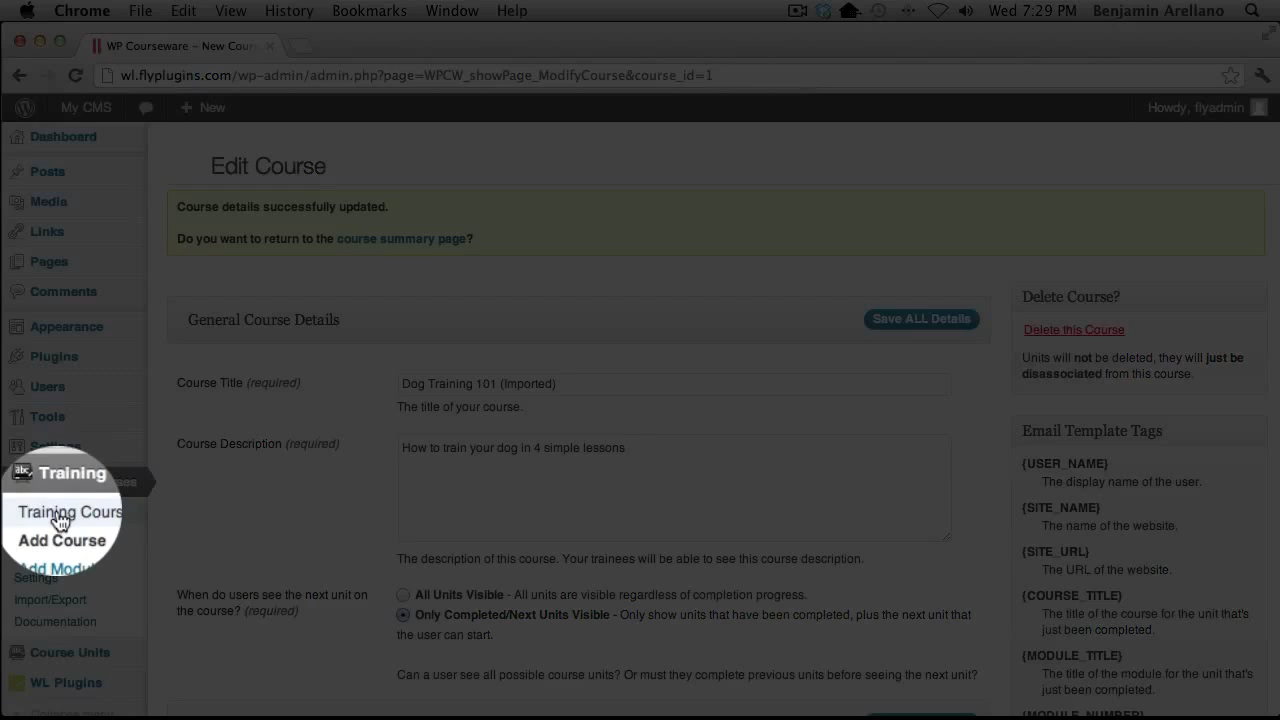 Chrome File Edit View History Bookmarks Window Help Wed 7:29 PM Benjamin Arellano
WP Courseware – New Cour
wl.flyplugins.com/wp-admin/admin.php?page=WPCW_showPage_ModifyCourse&course_id=1
My CMS + New Howdy, flyadmin
Dashboard
Posts
Media
Links
Pages
Comments
Appearance
Plugins
Users
Tools
abc Training
Training Cours
Add Course
Add Modu
Settings
Import/Export
Documentation
Course Units
WL Plugins
Collapse menu
Edit Course
Course details successfully updated.
Do you want to return to the course summary page?
General Course Details Save ALL Details
Course Title (required) Dog Training 101 (Imported)
The title of your course.
Course Description (required) How to train your dog in 4 simple lessons
The description of this course. Your trainees will be able to see this course description.
When do users see the next unit on
the course? (required)
All Units Visible - All units are visible regardless of completion progress.
Only Completed/Next Units Visible - Only show units that have been completed, plus the next unit that
the user can start.
Can a user see all possible course units? Or must they complete previous units before seeing the next unit?
Delete Course?
Delete this Course
Units will not be deleted, they will just be
disassociated from this course.
Email Template Tags
{USER_NAME}
The display name of the user.
{SITE_NAME}
The name of the website.
{SITE_URL}
The URL of the website.
{COURSE_TITLE}
The title of the course for the unit that's
just been completed.
{MODULE_TITLE}
The title of the module for the unit that's
just been completed.
{MODULE_NUMBER}